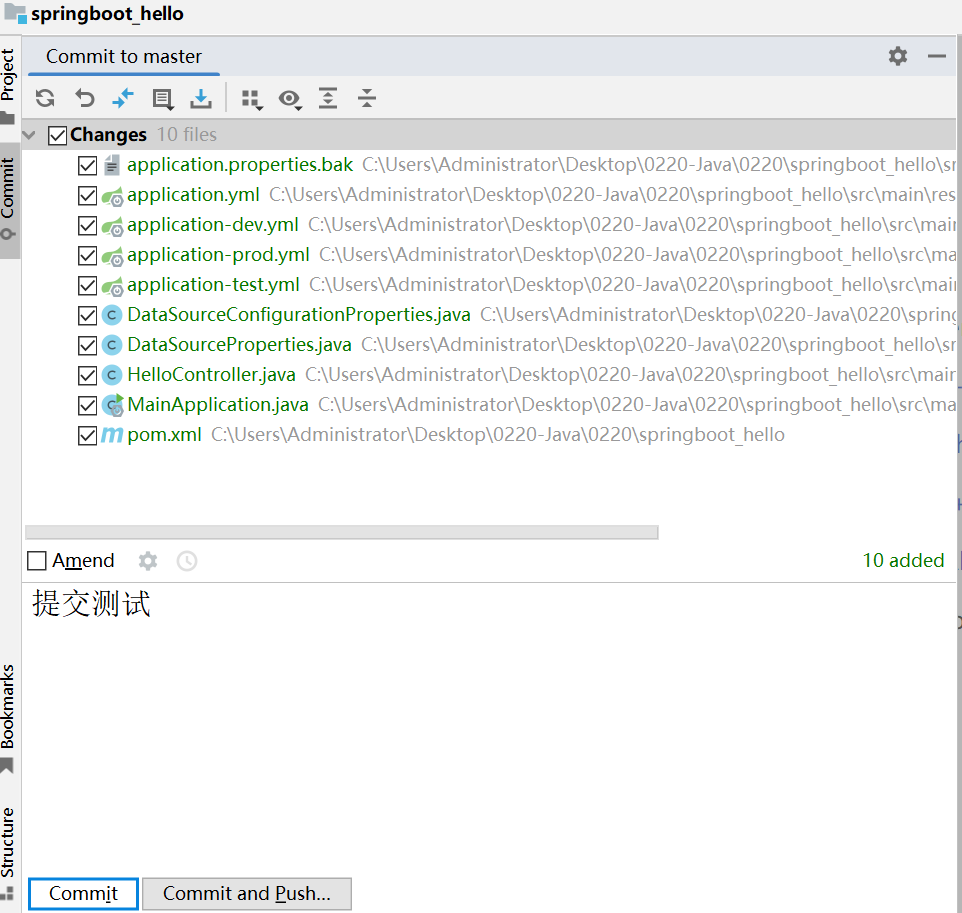 springboot_hello
Project
Commit to master
Changes 10 files
application.properties.bak C:\Users\Administrator\Desktop\0220-Java\0220\springboot_hello\sr
application.yml C:\Users\Administrator\Desktop\0220-Java\0220\springboot_hello\src\main\res
Commit
application-dev.yml C:\Users\Administrator\Desktop\0220-Java\0220\springboot_hello\src\mai
application-prod.yml C:\Users\Administrator\Desktop\0220-Java\0220\springboot_hello\src\ma
application-test.yml C:\Users\Administrator\Desktop\0220-Java\0220\springboot_hello\src\mai
DataSourceConfigurationProperties.java C:\Users\Administrator\Desktop\0220-Java\0220\spring
DataSourceProperties.java C:\Users\Administrator\Desktop\0220-Java\0220\springboot_hello\sr
HelloController.java C:\Users\Administrator\Desktop\0220-Java\0220\springboot_hello\src\mair
MainApplication.java C:\Users\Administrator\Desktop\0220-Java\0220\springboot_hello\src\ma
pom.xml C:\Users\Administrator\Desktop\0220-Java\0220\springboot_hello
Amend 10 added
提交测试
Bookmarks
Structure
Commit Commit and Push...